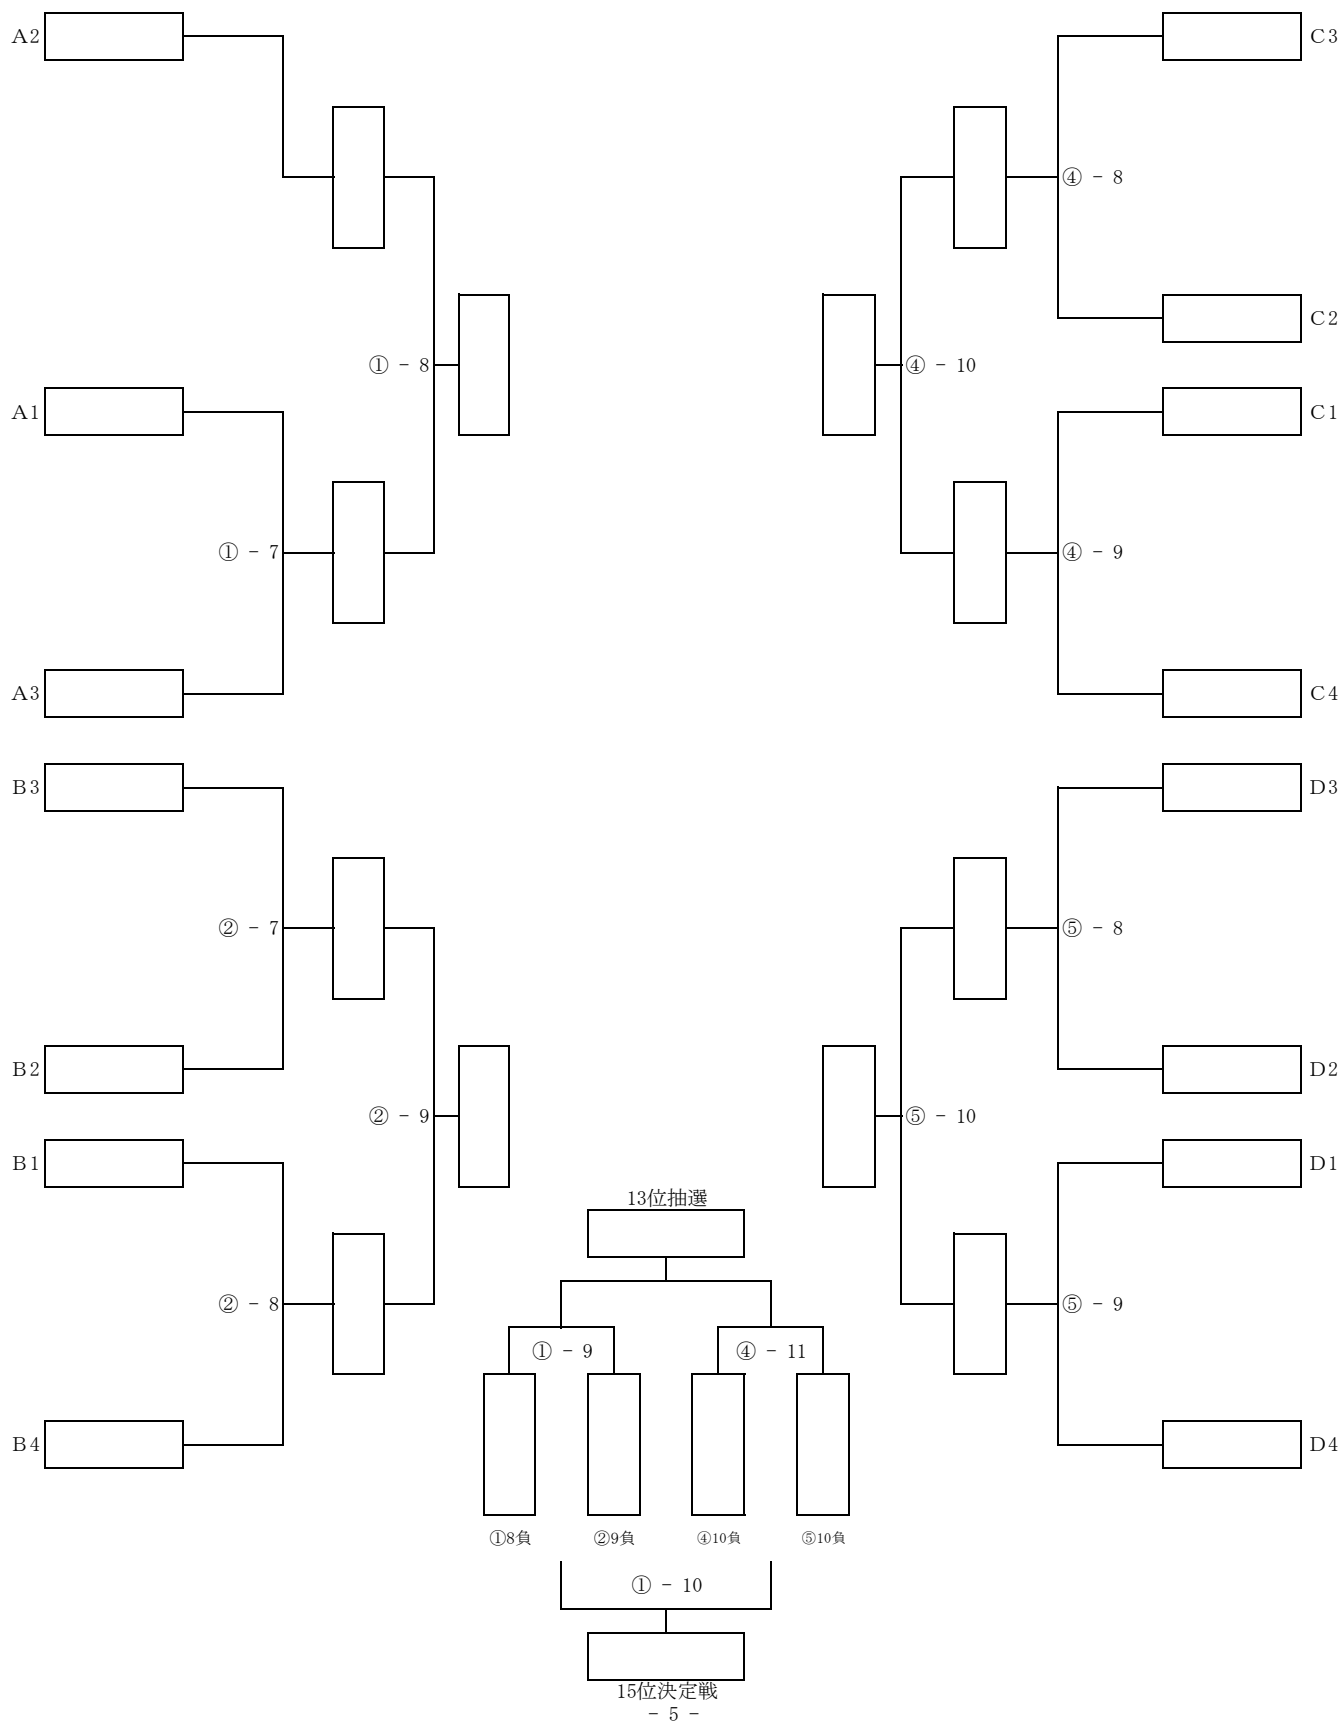 A2
C3
④ - 8
C2
① - 8
④ - 10
A1
C1
① - 7
④ - 9
A3
C4
B3
D3
② - 7
⑤ - 8
B2
D2
② - 9
⑤ - 10
B1
D1
13位抽選
② - 8
⑤ - 9
① - 9
④ - 11
B4
D4
①8負
②9負
④10負
⑤10負
① - 10
15位決定戦
- 5 -